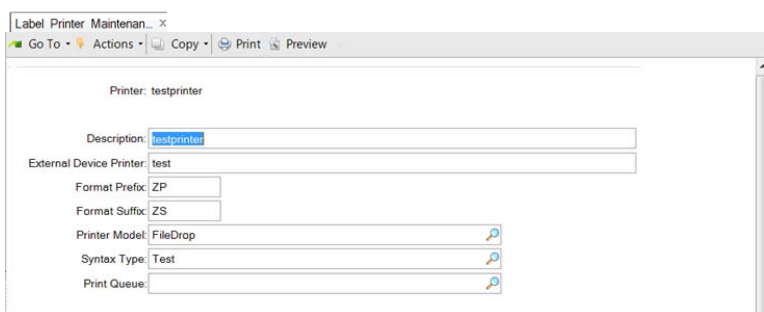 Label Printer Maintenan... ×
Go To Actions Copy Print Preview
Printer: testprinter
Description: testprinter
External Device Printer: test
Format Prefix: ZP
Format Suffix: ZS
Printer Model: FileDrop
Syntax Type: Test
Print Queue: